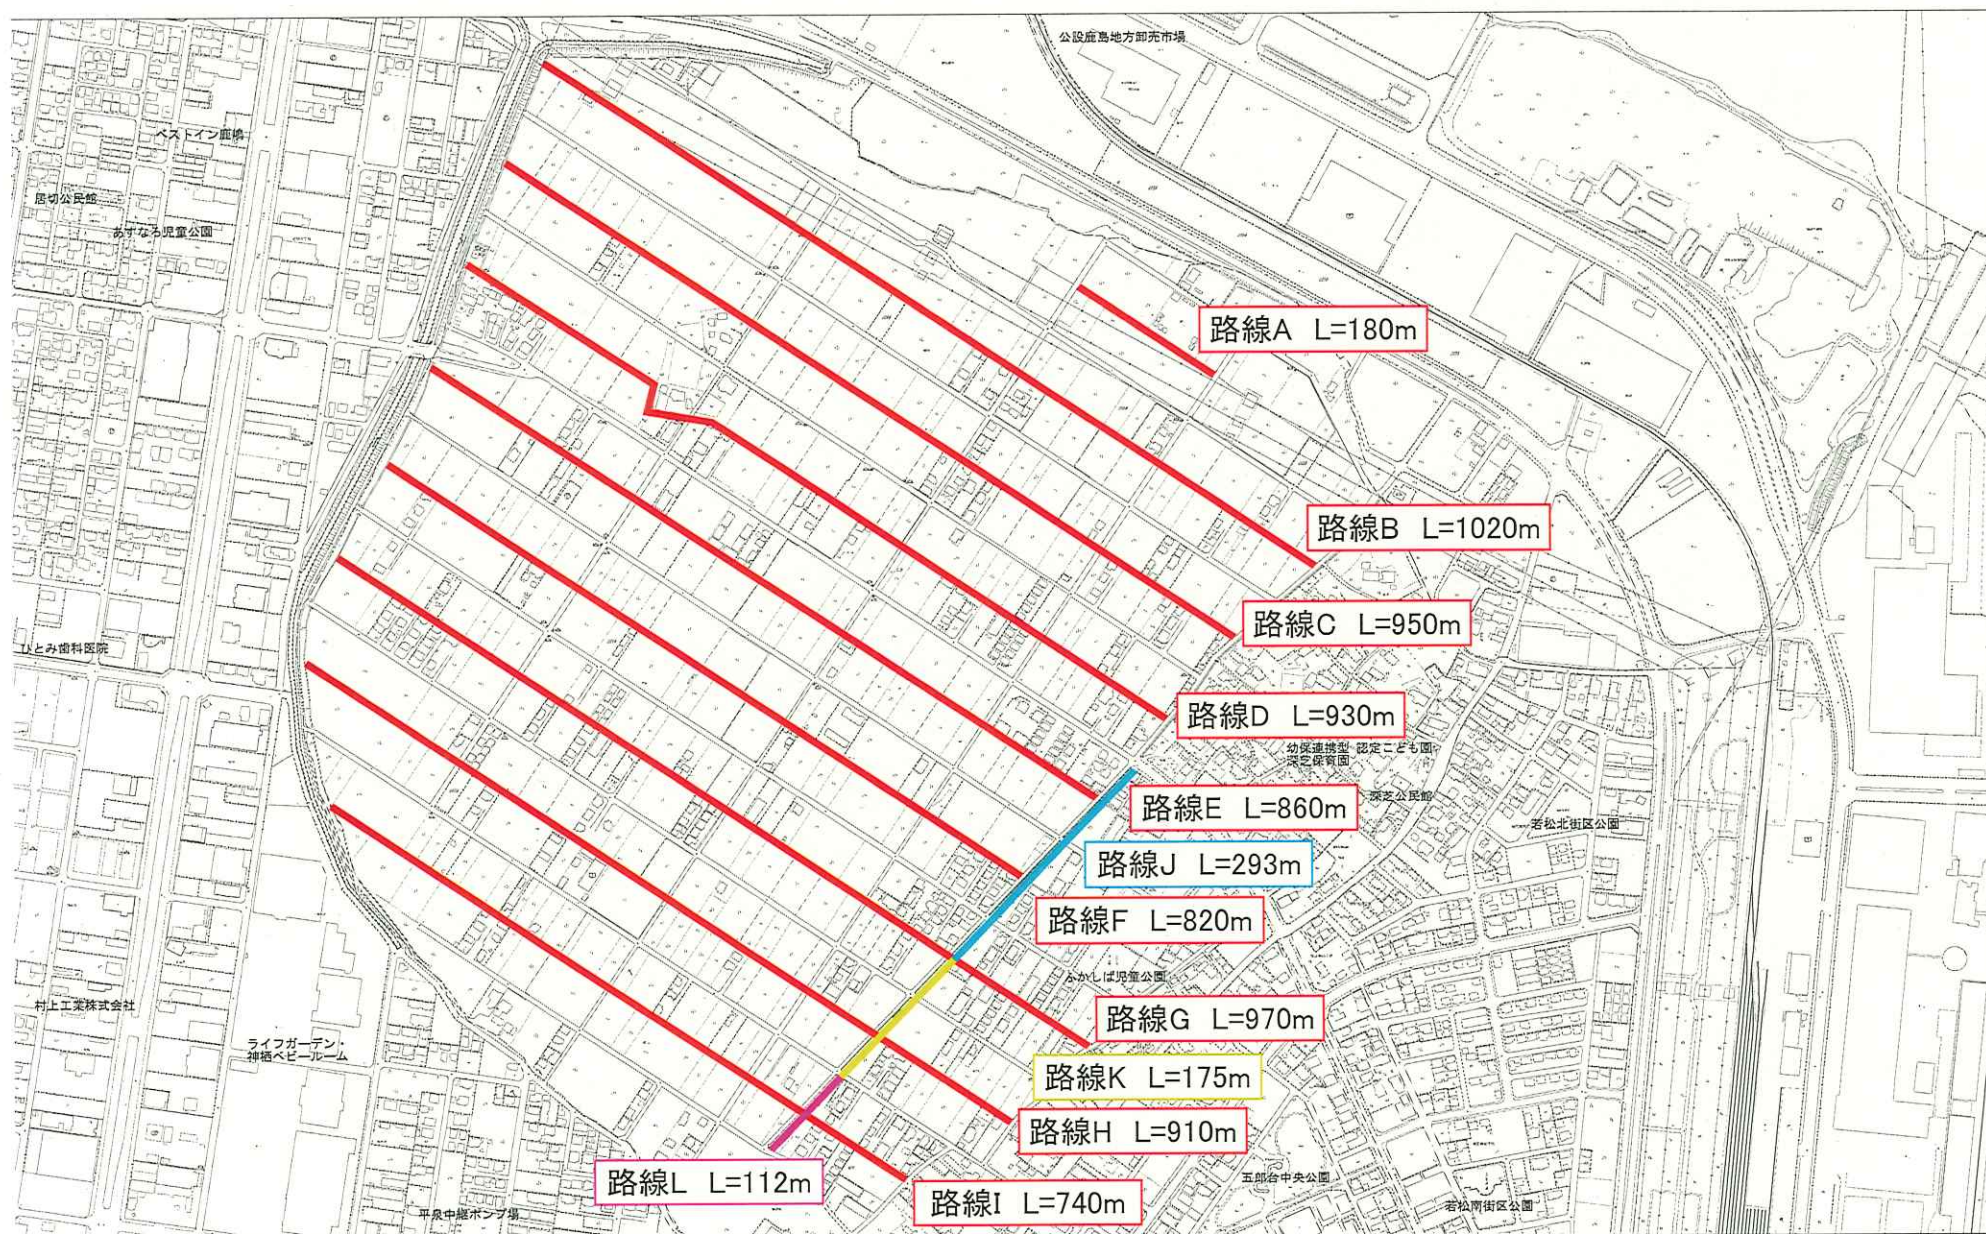 公設鹿島地方卸売市場
ベストイン鹿嶋
居切公民館
あすなろ児童公園
路線A L=180m
路線B L=1020m
路線C L=950m
ひとみ歯科医院
路線D L=930m
幼保連携型 認定こども園
深芝保育園
深芝公民館
路線E L=860m
若松北街区公園
路線J L=293m
路線F L=820m
ふかしば児童公園
村上工業株式会社
路線G L=970m
ライフガーデン・
神栖ベビールーム
路線K L=175m
路線H L=910m
路線L L=112m
五郎台中央公園
路線I L=740m
若松南街区公園
平泉中継ポンプ場